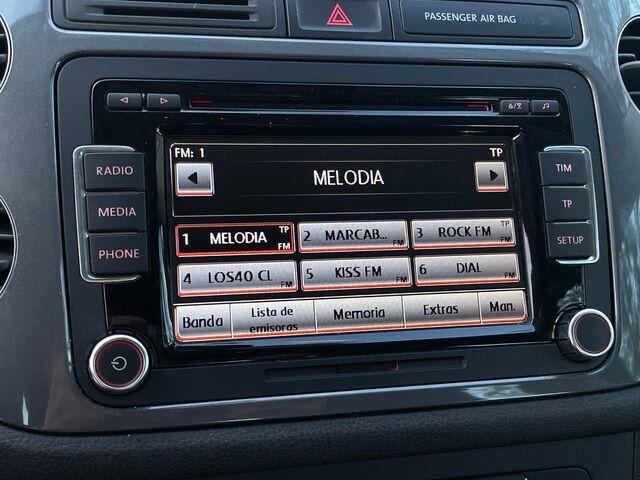 PASSENGER AIR BAG
FM: 1
TP
MELODIA
RADIO
MEDIA
PHONE
TIM
TP
SETUP
1 MELODIA TP FM
2 MARCAB... FM
3 ROCK FM TP FM
4 LOS40 CL FM
5 KISS FM FM
6 DIAL FM
Banda
Lista de
emisoras
Memoria
Extras
Man.